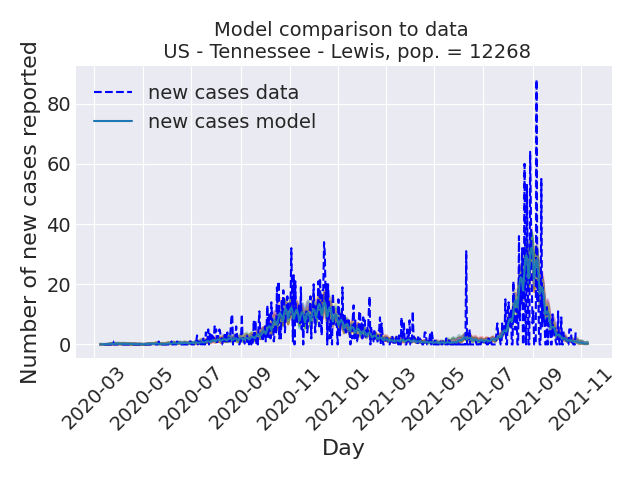 Model comparison to data
US - Tennessee - Lewis, pop. = 12268
Number of new cases reported
80
60
40
20
0
new cases data
new cases model
2020-03
2020-05
2020-07
2020-09
2020-11
2021-01
2021-03
2021-05
2021-07
2021-09
2021-11
Day